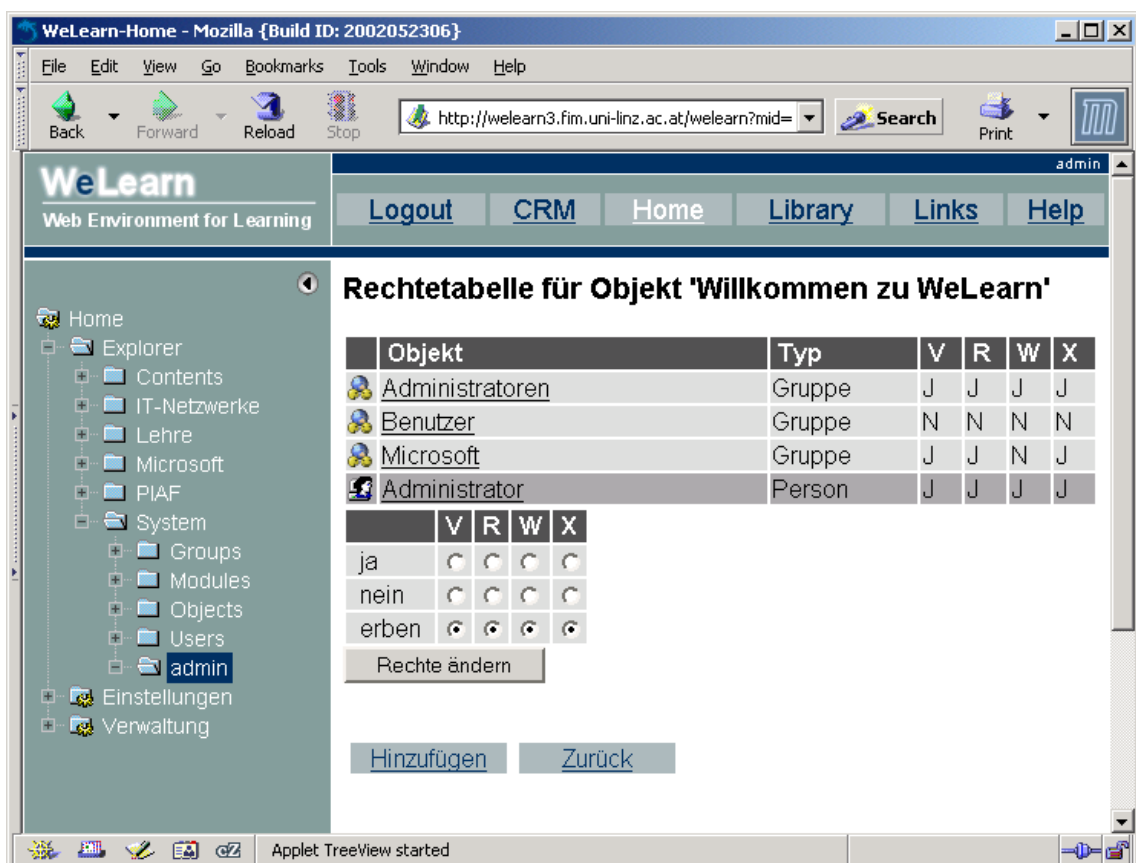 WeLearn-Home - Mozilla {Build ID: 2002052306}
File Edit View Go Bookmarks Tools Window Help
Back Forward Reload Stop http://welearn3.fim.uni-linz.ac.at/welearn?mid= Search Print
admin
WeLearn
Web Environment for Learning
Logout CRM Home Library Links Help
Home
Explorer
Contents
IT-Netzwerke
Lehre
Microsoft
PIAF
System
Groups
Modules
Objects
Users
admin
Einstellungen
Verwaltung
Rechtetabelle für Objekt 'Willkommen zu WeLearn'
Objekt Typ V R W X
Administratoren Gruppe J J J J
Benutzer Gruppe N N N N
Microsoft Gruppe J J N J
Administrator Person J J J J
V R W X
ja
nein
erben
Rechte ändern
Hinzufügen Zurück
Applet TreeView started